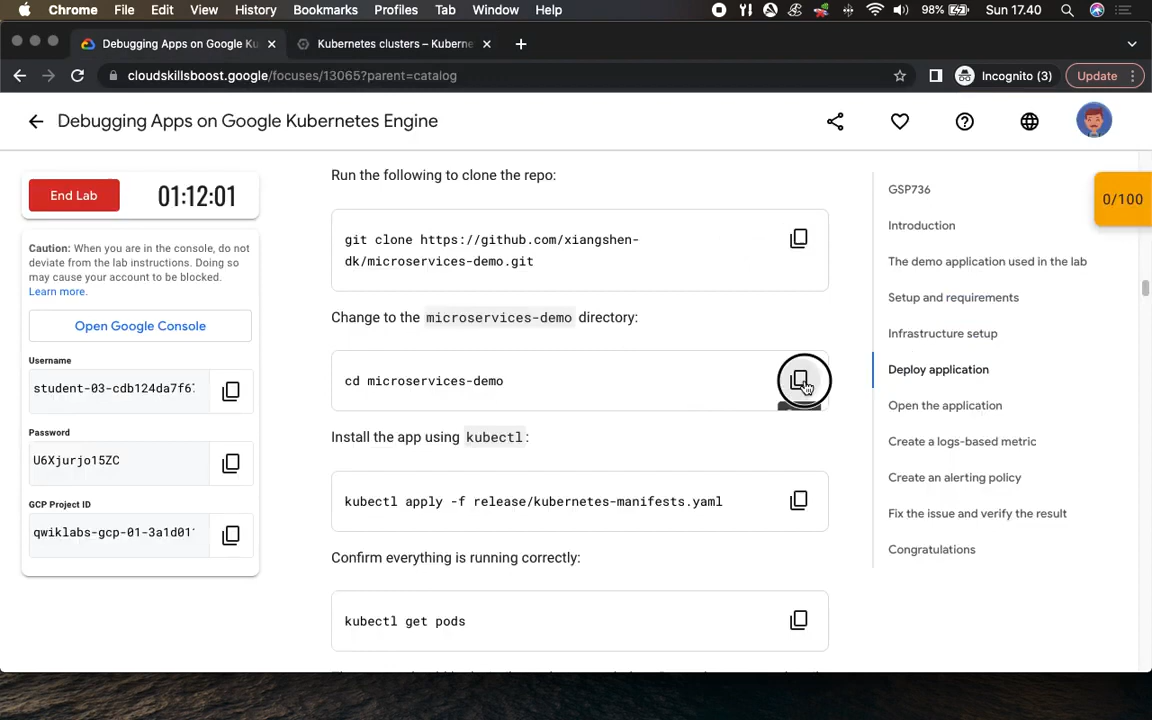 Chrome File Edit View History Bookmarks Profiles Tab Window Help 98% Sun 17.40
Debugging Apps on Google Ku
Kubernetes clusters – Kuberne
cloudskillsboost.google/focuses/13065?parent=catalog
Incognito (3)
Update
Debugging Apps on Google Kubernetes Engine
End Lab
01:12:01
Caution: When you are in the console, do not
deviate from the lab instructions. Doing so
may cause your account to be blocked.
Learn more.
Open Google Console
Username
student-03-cdb124da7f6
Password
U6Xjurjo15ZC
GCP Project ID
qwiklabs-gcp-01-3a1d01
Run the following to clone the repo:
git clone https://github.com/xiangshen-
dk/microservices-demo.git
Change to the microservices-demo directory:
cd microservices-demo
Install the app using kubectl:
kubectl apply -f release/kubernetes-manifests.yaml
Confirm everything is running correctly:
kubectl get pods
GSP736
Introduction
The demo application used in the lab
Setup and requirements
Infrastructure setup
Deploy application
Open the application
Create a logs-based metric
Create an alerting policy
Fix the issue and verify the result
Congratulations
0/100